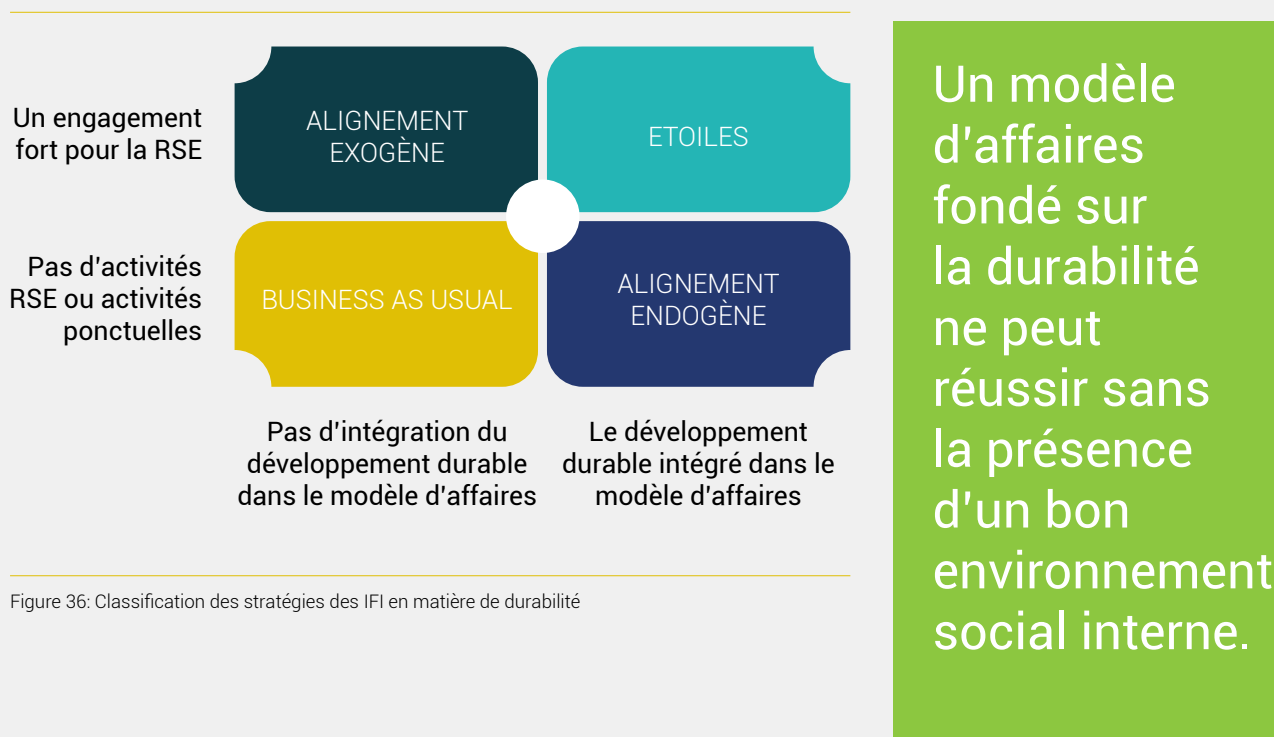 Un engagement
fort pour la RSE
ALIGNEMENT
EXOGÈNE
ETOILES
Pas d'activités
RSE ou activités
ponctuelles
BUSINESS AS USUAL
ALIGNEMENT
ENDOGÈNE
Pas d'intégration du
développement durable
dans le modèle d'affaires
Le développement
durable intégré dans le
modèle d'affaires
Figure 36: Classification des stratégies des IFI en matière de durabilité
Un modèle
d'affaires
fondé sur
la durabilité
ne peut
réussir sans
la présence
d'un bon
environnement
social interne.